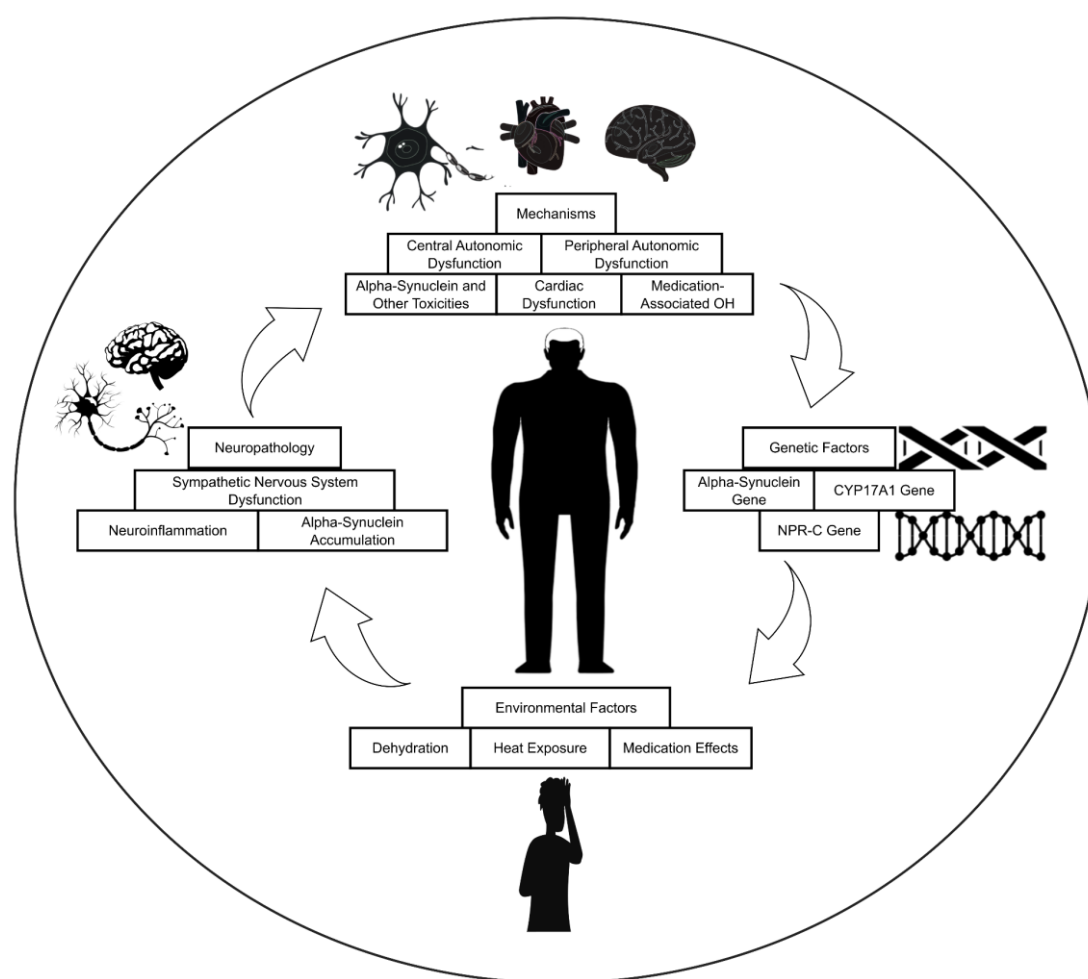 Mechanisms
Central Autonomic
Dysfunction
Peripheral Autonomic
Dysfunction
Alpha-Synuclein and
Other Toxicities
Cardiac
Dysfunction
Medication-
Associated OH
Neuropathology
Sympathetic Nervous System
Dysfunction
Neuroinflammation
Alpha-Synuclein
Accumulation
Genetic Factors
Alpha-Synuclein
Gene
CYP17A1 Gene
NPR-C Gene
Environmental Factors
Dehydration
Heat Exposure
Medication Effects